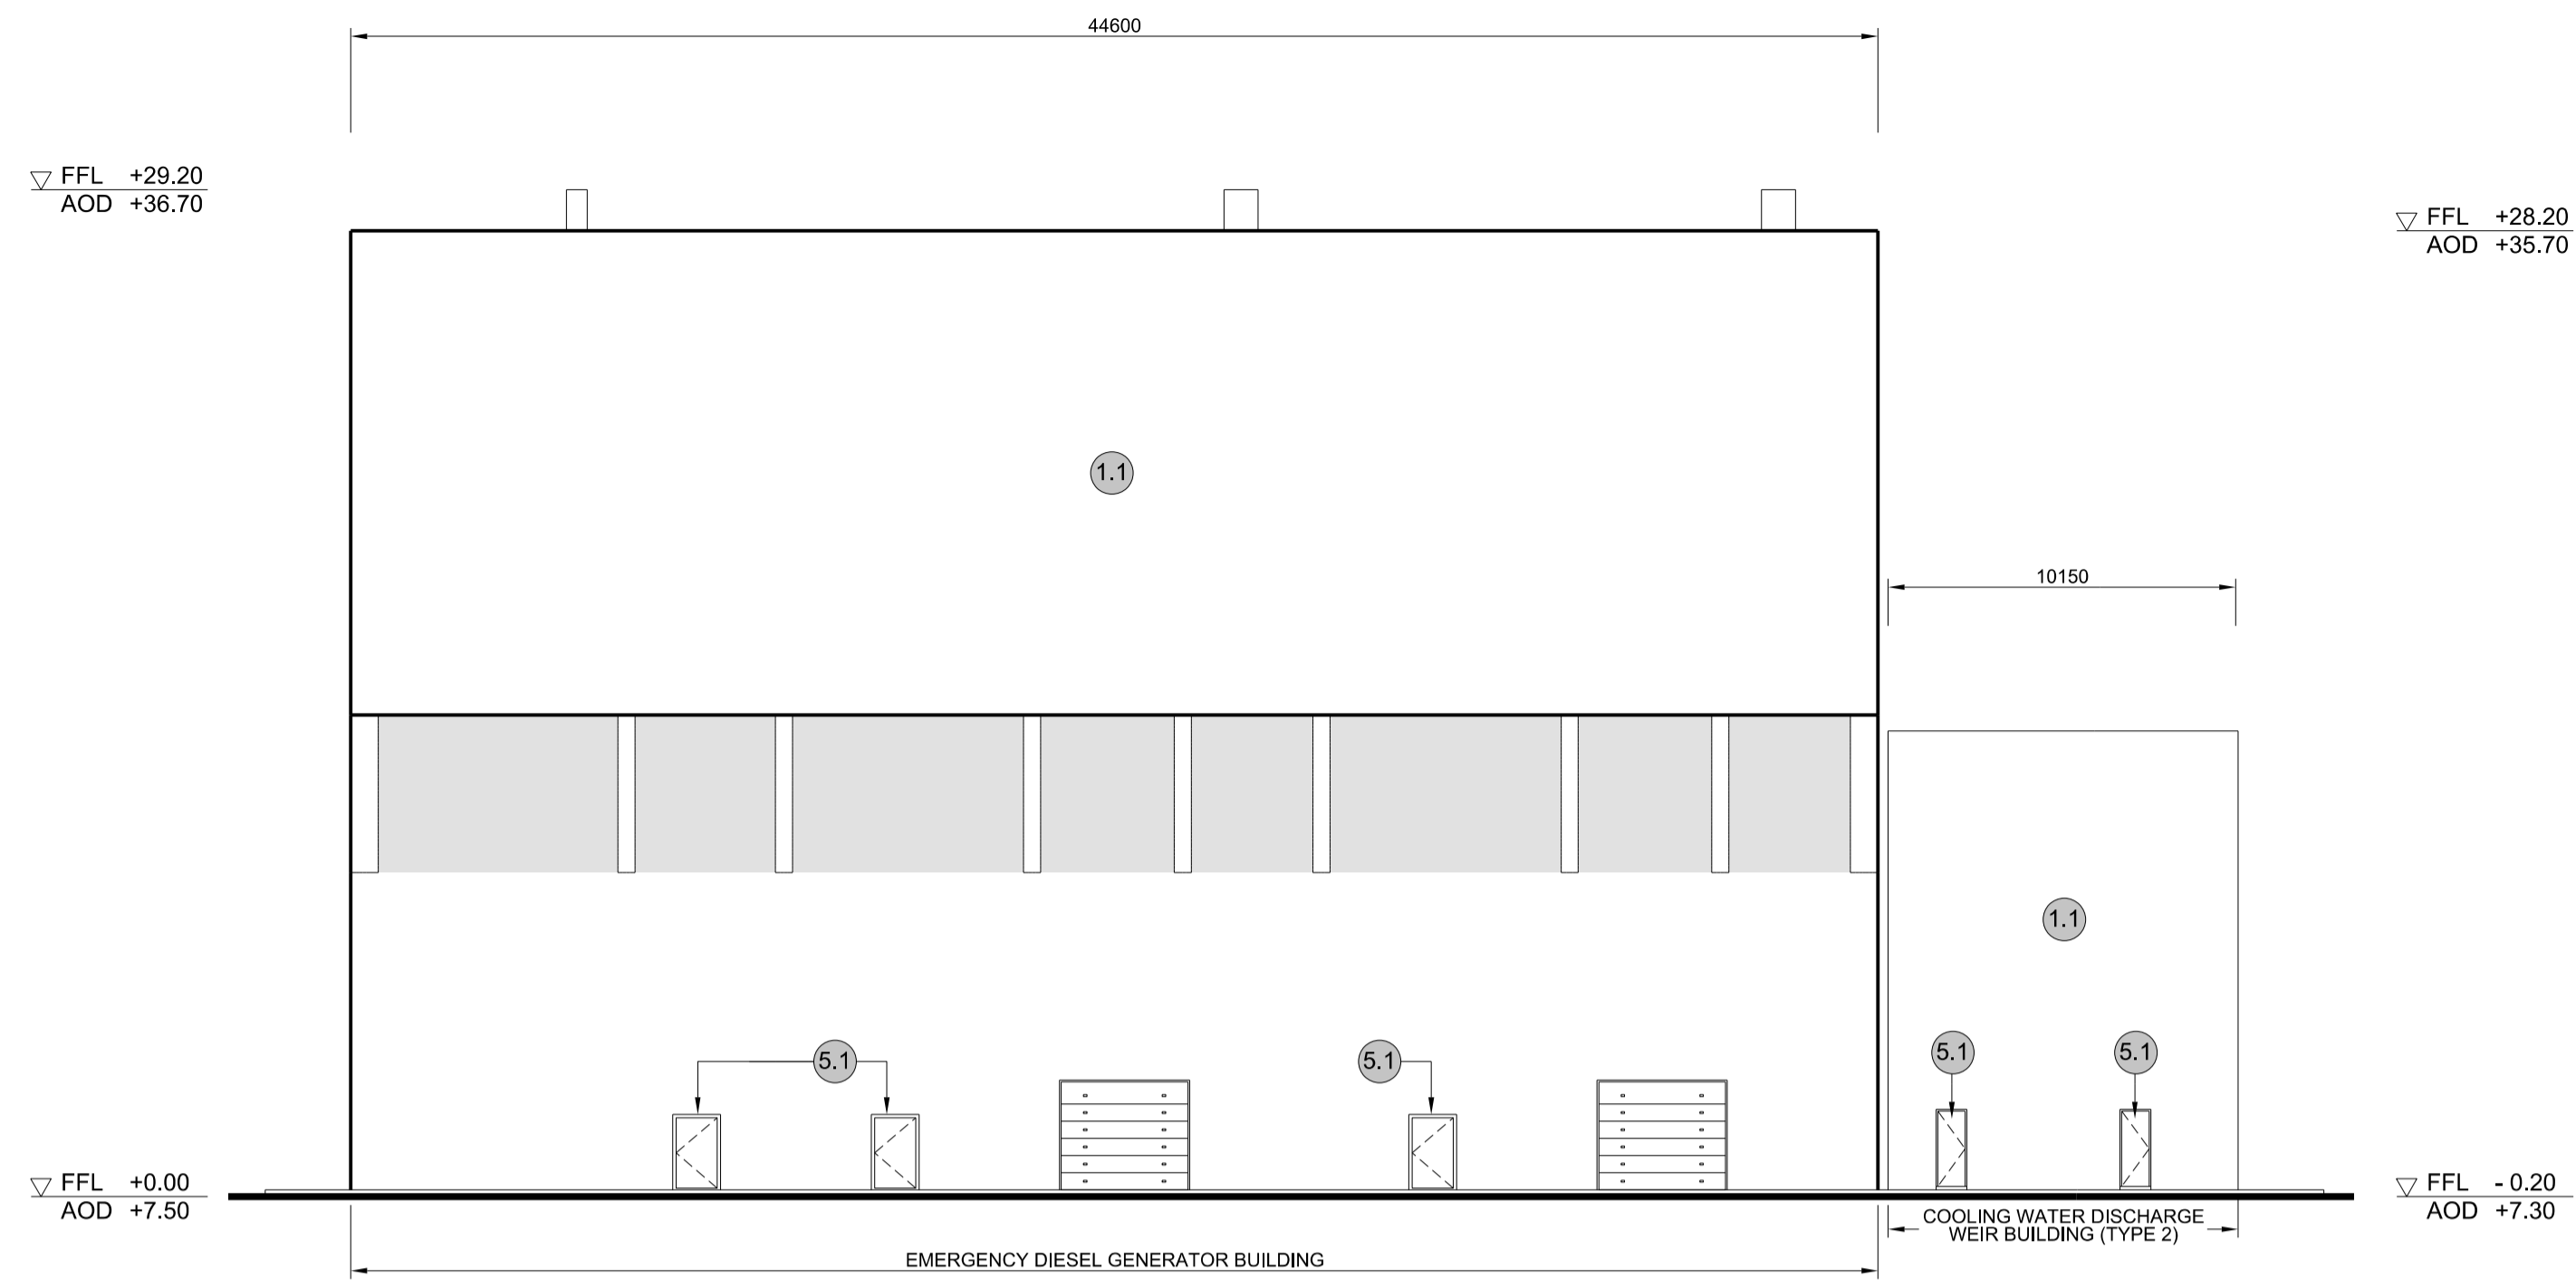 44600
FFL +29.20
AOD +36.70
FFL +28.20
AOD +35.70
1.1
10150
1.1
5.1
5.1
5.1
5.1
FFL +0.00
AOD +7.50
FFL - 0.20
AOD +7.30
COOLING WATER DISCHARGE
WEIR BUILDING (TYPE 2)
EMERGENCY DIESEL GENERATOR BUILDING